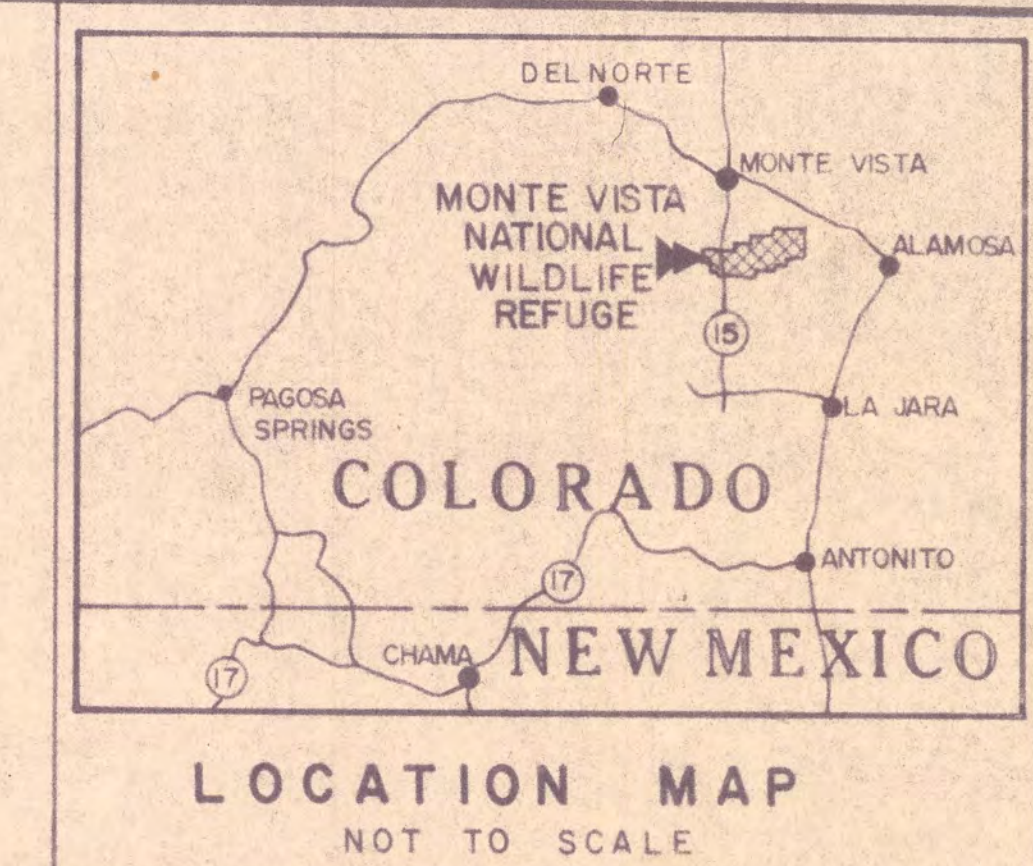 DEL NORTE
MONTE VISTA
MONTE VISTA
NATIONAL
WILDLIFE
REFUGE
ALAMOSA
15
PAGOSA
SPRINGS
LA JARA
COLORADO
ANTONITO
17
NEW MEXICO
CHAMA
17
LOCATION MAP
NOT TO SCALE